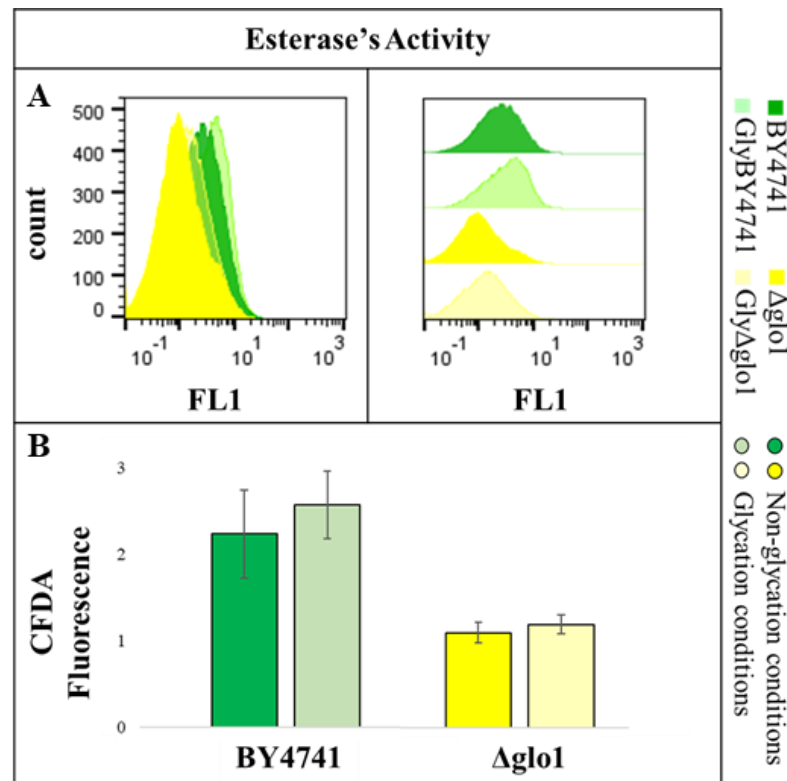 Esterase's Activity
A
500
400
300
200
100
0
count
10-1 101 103
FL1
10-1 101 103
FL1
BY4741
GlyBY4741
Δglo1
GlyΔglo1
B
3
2
1
0
CFDA
Fluorescence
BY4741 Δglo1
Non-glycation conditions
Glycation conditions